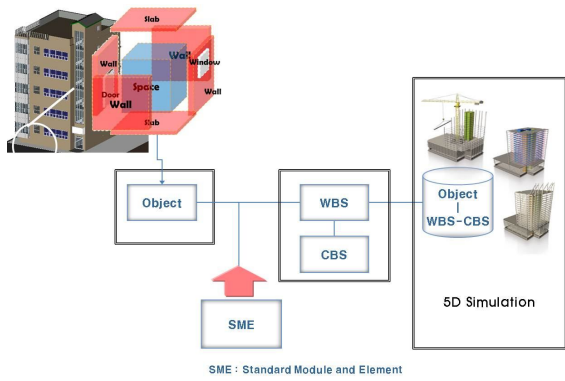 Slab
Wall
Wall
Window
Space
Door
Wall
Wall
Slab
Object
WBS
CBS
Object
WBS-CBS
SME
5D Simulation
SME : Standard Module and Element